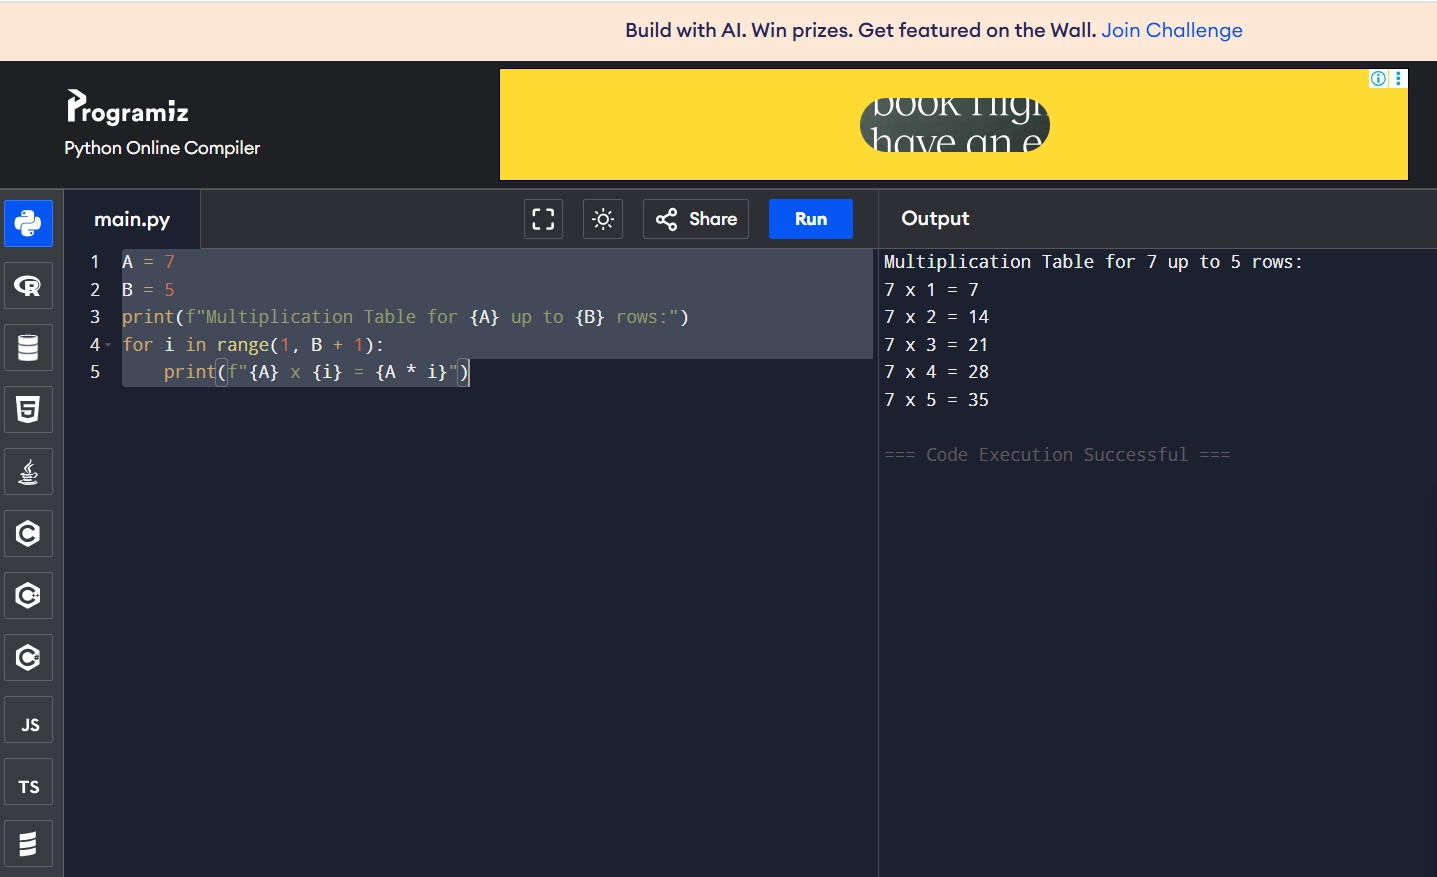 Build with AI. Win prizes. Get featured on the Wall. Join Challenge
Programiz
Python Online Compiler
book
have an e
main.py
Share
Run
Output
1 A = 7
2 B = 5
3 print(f"Multiplication Table for {A} up to {B} rows:")
4 for i in range(1, B + 1):
5     print(f"{A} x {i} = {A * i}")
Multiplication Table for 7 up to 5 rows:
7 x 1 = 7
7 x 2 = 14
7 x 3 = 21
7 x 4 = 28
7 x 5 = 35
=== Code Execution Successful ===
R
5
C
C++
C#
JS
TS